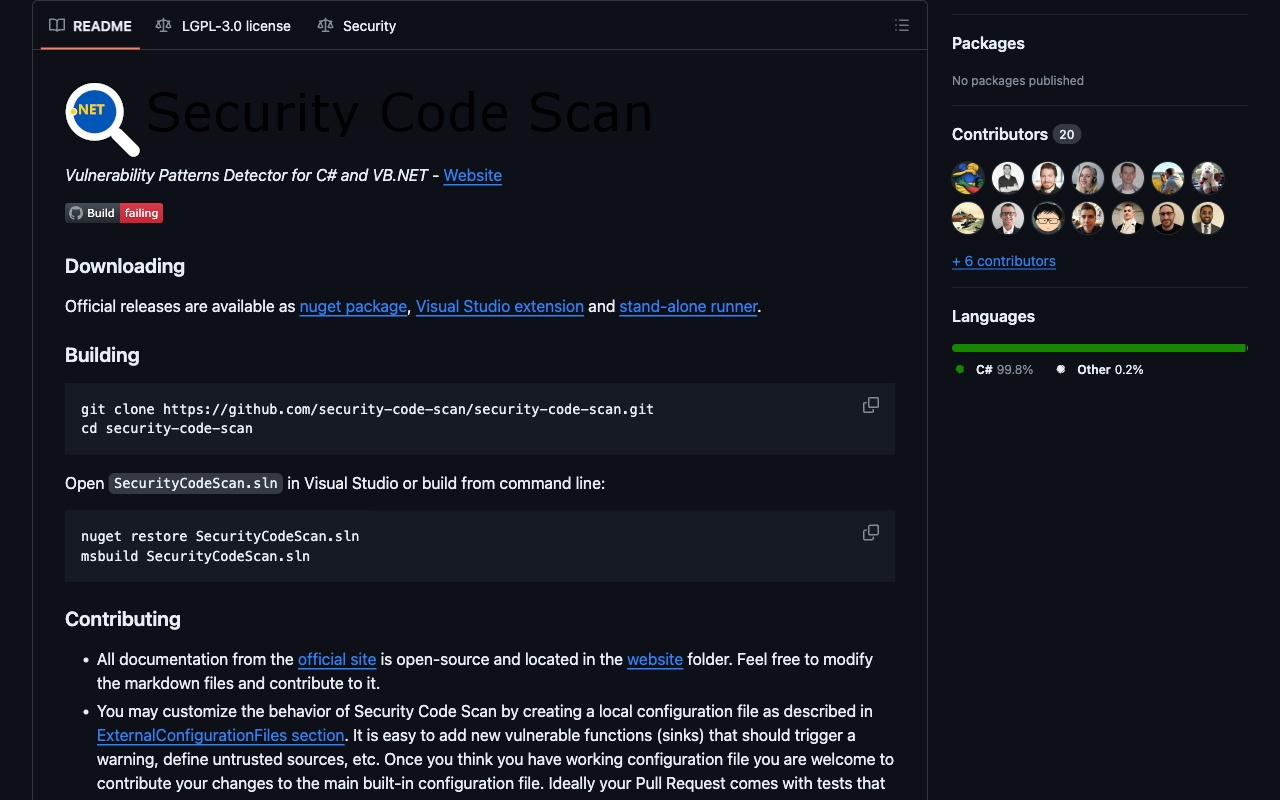 README
LGPL-3.0 license
Security
.NET
Security Code Scan
Vulnerability Patterns Detector for C# and VB.NET - Website
Build failing
Downloading
Official releases are available as nuget package, Visual Studio extension and stand-alone runner.
Building
git clone https://github.com/security-code-scan/security-code-scan.git
cd security-code-scan
Open SecurityCodeScan.sln in Visual Studio or build from command line:
nuget restore SecurityCodeScan.sln
msbuild SecurityCodeScan.sln
Contributing
• All documentation from the official site is open-source and located in the website folder. Feel free to modify
the markdown files and contribute to it.
• You may customize the behavior of Security Code Scan by creating a local configuration file as described in
ExternalConfigurationFiles section. It is easy to add new vulnerable functions (sinks) that should trigger a
warning, define untrusted sources, etc. Once you think you have working configuration file you are welcome to
contribute your changes to the main built-in configuration file. Ideally your Pull Request comes with tests that
Packages
No packages published
Contributors 20
+ 6 contributors
Languages
C# 99.8%
Other 0.2%